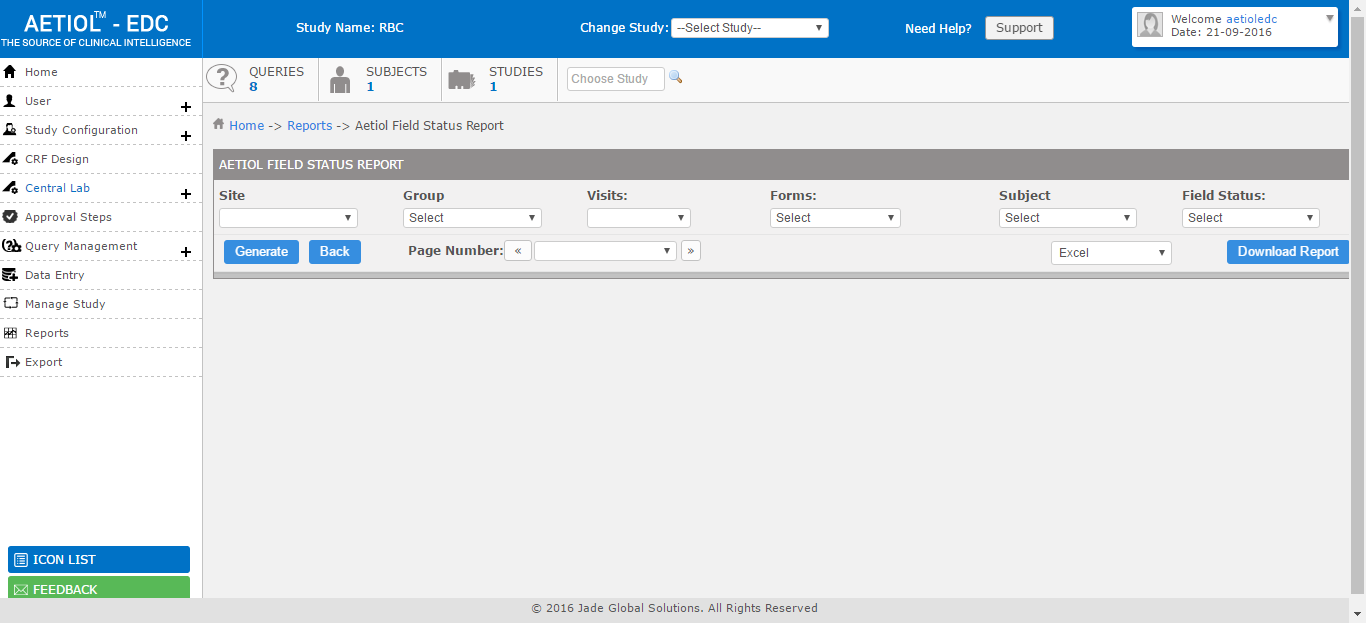 AETIOL™ - EDC
THE SOURCE OF CLINICAL INTELLIGENCE
Study Name: RBC
Change Study: --Select Study--
Need Help? Support
Welcome aetioledc
Date: 21-09-2016
Home
User
Study Configuration
CRF Design
Central Lab
Approval Steps
Query Management
Data Entry
Manage Study
Reports
Export
ICON LIST
FEEDBACK
QUERIES
8
SUBJECTS
1
STUDIES
1
Choose Study
Home -> Reports -> Aetiol Field Status Report
AETIOL FIELD STATUS REPORT
Site Group Visits: Forms: Subject Field Status:
Select Select Select Select
Generate Back Page Number: « » Excel Download Report
© 2016 Jade Global Solutions. All Rights Reserved